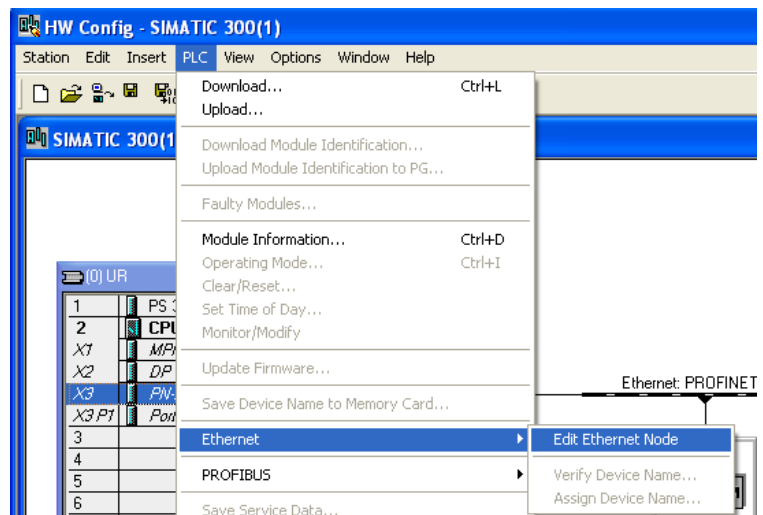 HW Config - SIMATIC 300(1)
Station Edit Insert PLC View Options Window Help
SIMATIC 300(1
Download... Ctrl+L
Upload...
Download Module Identification...
Upload Module Identification to PG...
Faulty Modules...
Module Information... Ctrl+D
Operating Mode... Ctrl+I
Clear/Reset...
Set Time of Day...
Monitor/Modify
Update Firmware...
Save Device Name to Memory Card...
Ethernet
PROFIBUS
Save Service Data...
Edit Ethernet Node
Verify Device Name...
Assign Device Name...
(0) UR
1 PS
2 CPU
X1 MPI
X2 DP
X3 PN-
X3 P1 Port
3
4
5
6
Ethernet: PROFINET